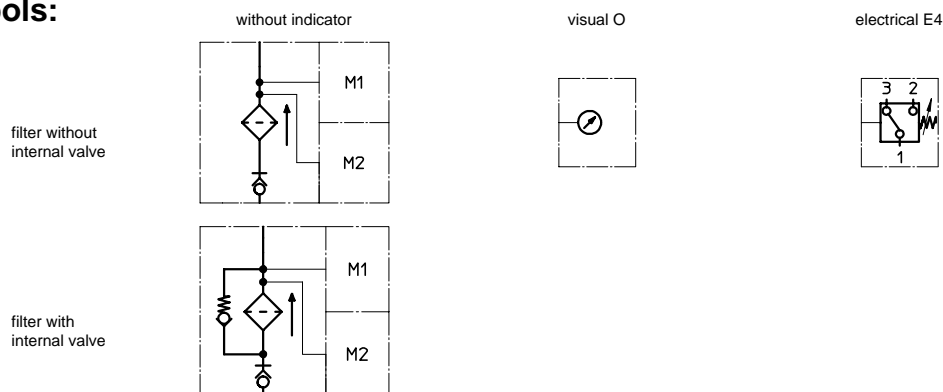 without indicator
visual O
electrical E4
M1
3 2
filter without
internal valve
M2
1
M1
filter with
internal valve
M2